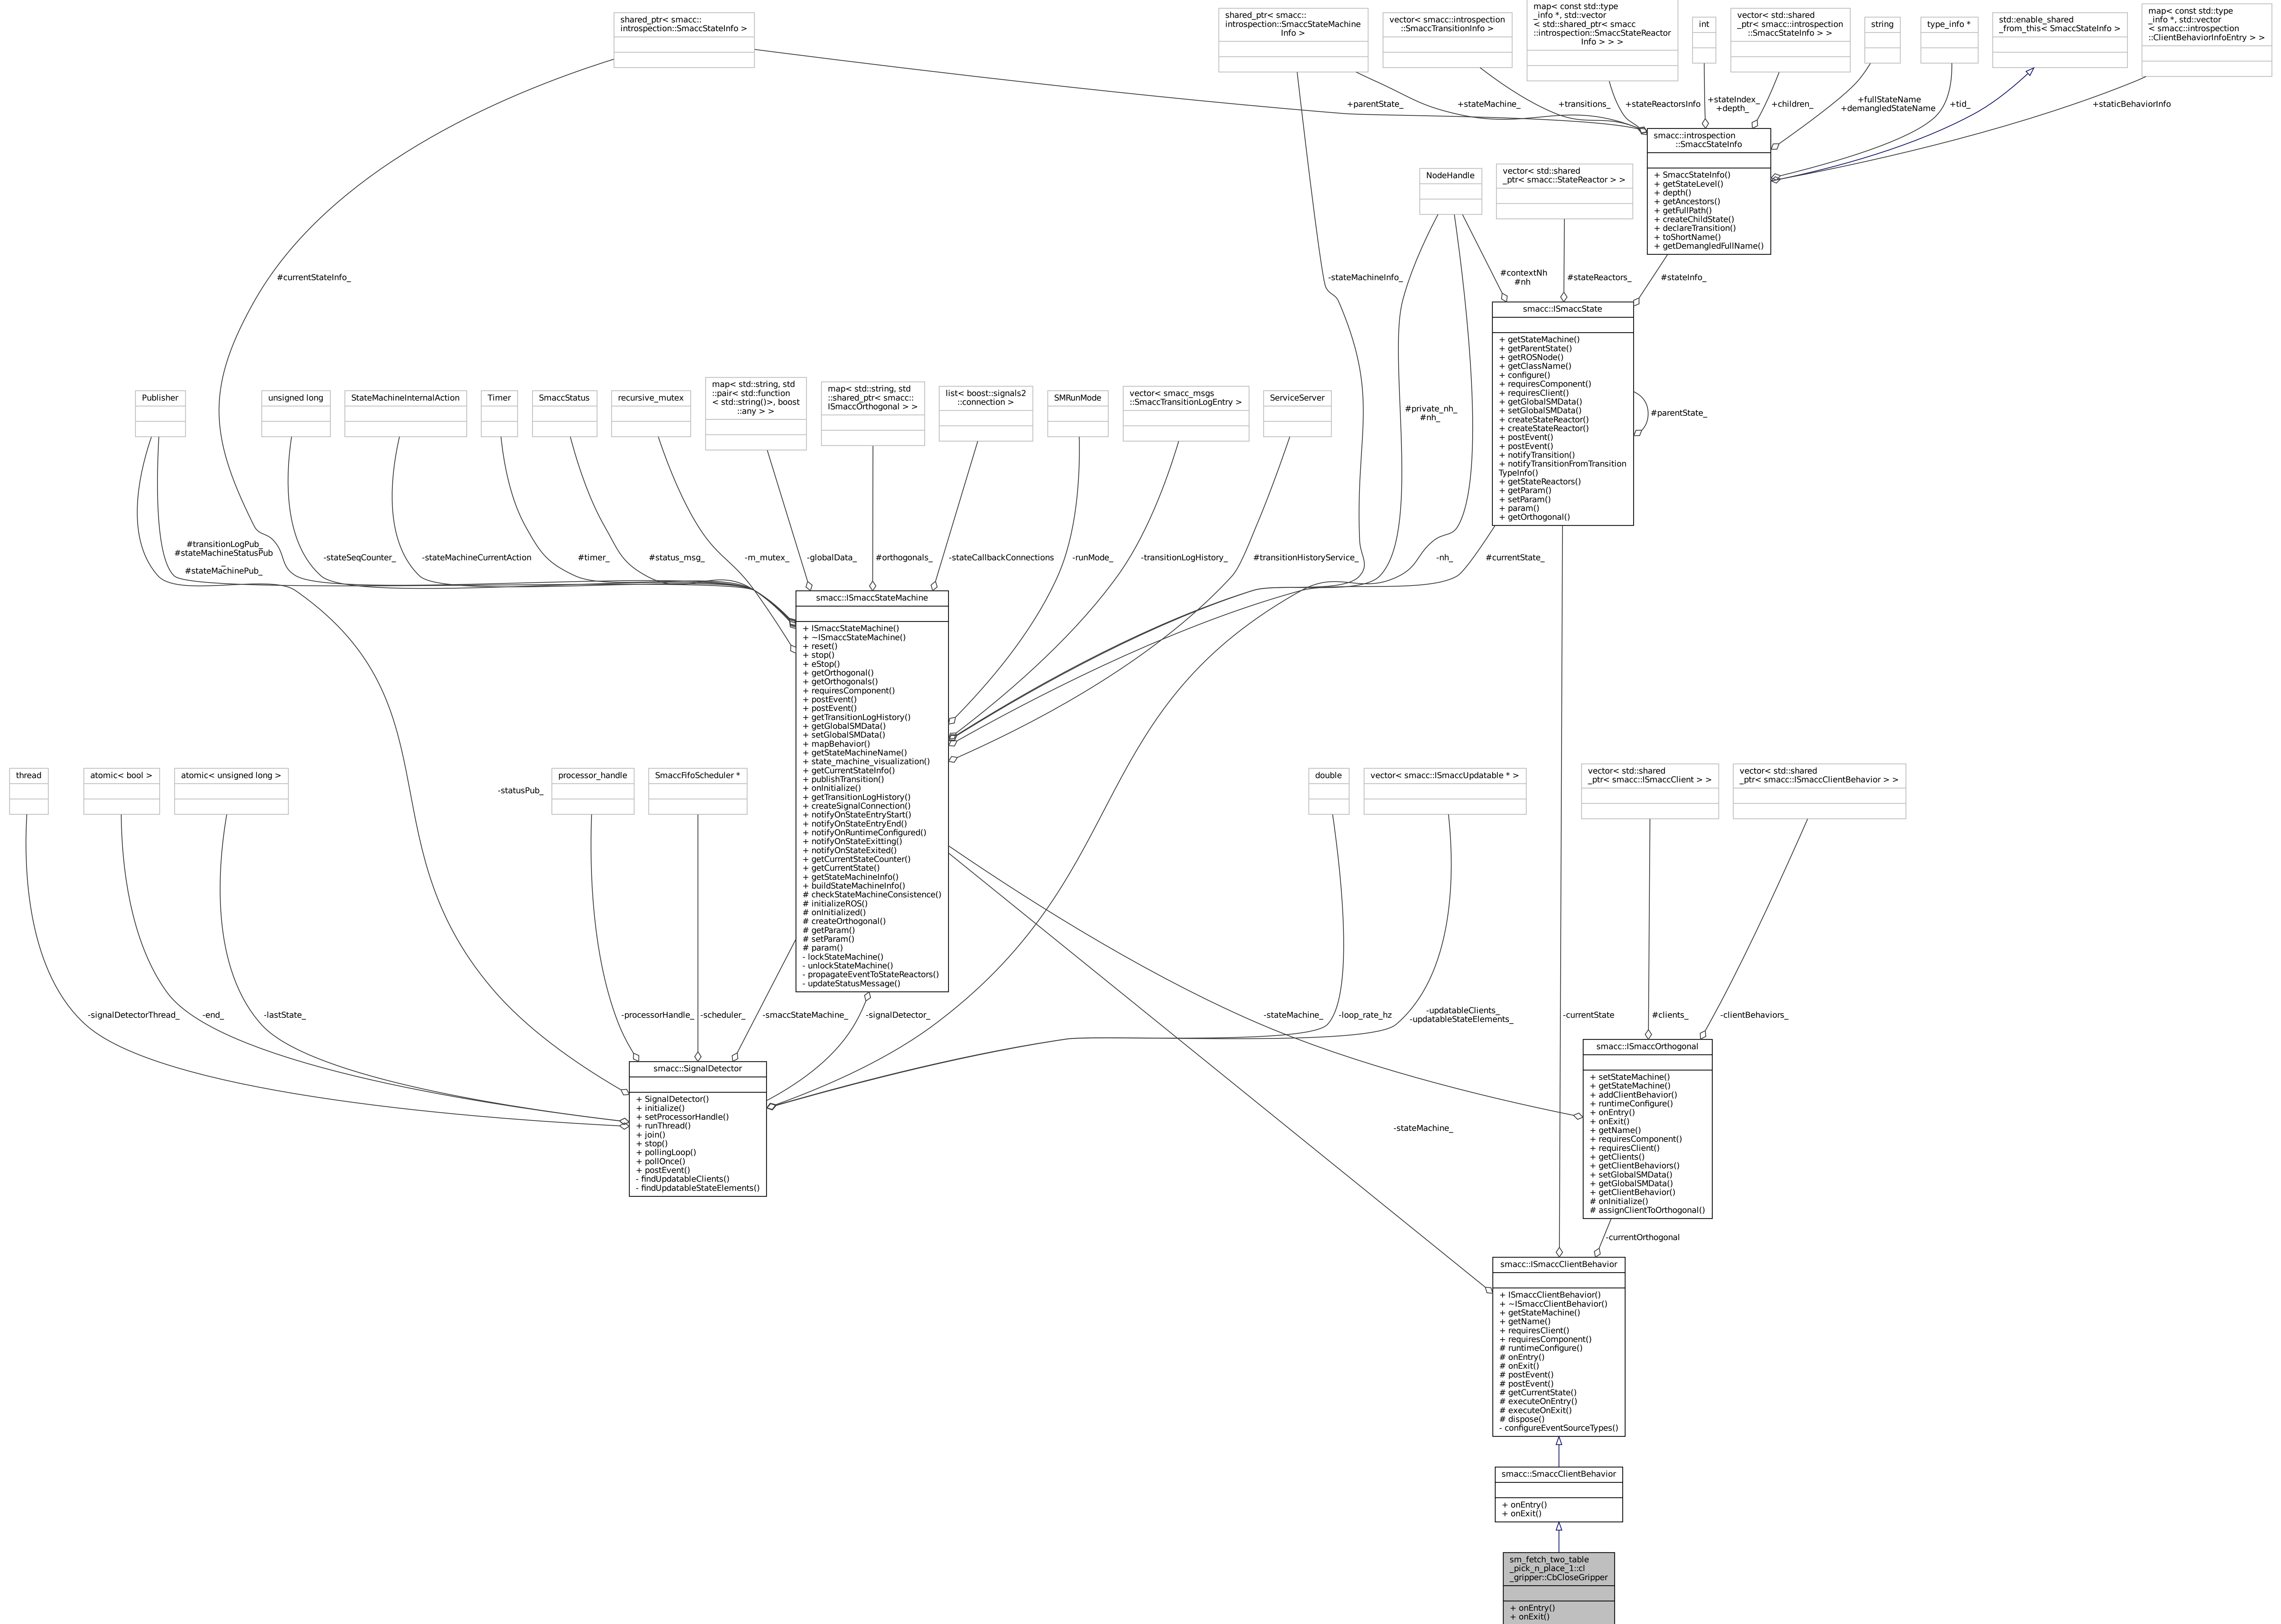 shared_ptr< smacc::
introspection::SmaccStateInfo >
shared_ptr< smacc::
introspection::SmaccStateMachine
Info >
vector< smacc::introspection
::SmaccTransitionInfo >
map< const std::type
_info *, std::vector
< std::shared_ptr< smacc
::introspection::SmaccStateReactor
Info > > >
int
vector< std::shared
_ptr< smacc::introspection
::SmaccStateInfo > >
string
type_info *
std::enable_shared
_from_this< SmaccStateInfo >
map< const std::type
_info *, std::vector
< smacc::introspection
::ClientBehaviorInfoEntry > >
+parentState_
+stateMachine_
+transitions_
+stateReactorsInfo
+stateIndex_
+depth_
+children_
+fullStateName
+demangledStateName
+tid_
+staticBehaviorInfo
smacc::introspection
::SmaccStateInfo
+ SmaccStateInfo()
+ getStateLevel()
+ depth()
+ getAncestors()
+ getFullPath()
+ createChildState()
+ declareTransition()
+ toShortName()
+ getDemangledFullName()
NodeHandle
vector< std::shared
_ptr< smacc::StateReactor > >
#currentStateInfo_
-stateMachineInfo_
#contextNh
#nh
#stateReactors_
#stateInfo_
smacc::ISmaccState
+ getStateMachine()
+ getParentState()
+ getROSNode()
+ getClassName()
+ configure()
+ requiresComponent()
+ requiresClient()
+ getGlobalSMData()
+ setGlobalSMData()
+ createStateReactor()
+ createStateReactor()
+ postEvent()
+ postEvent()
+ notifyTransition()
+ notifyTransitionFromTransition
TypeInfo()
+ getStateReactors()
+ getParam()
+ setParam()
+ param()
+ getOrthogonal()
#parentState_
Publisher
unsigned long
StateMachineInternalAction
Timer
SmaccStatus
recursive_mutex
map< std::string, std
::pair< std::function
< std::string()>, boost
::any > >
map< std::string, std
::shared_ptr< smacc::
ISmaccOrthogonal > >
list< boost::signals2
::connection >
SMRunMode
vector< smacc_msgs
::SmaccTransitionLogEntry >
ServiceServer
#private_nh_
#nh_
#transitionLogPub_
#stateMachineStatusPub
_
#stateMachinePub_
-stateSeqCounter_
-stateMachineCurrentAction
#timer_
#status_msg_
-m_mutex_
-globalData_
#orthogonals_
-stateCallbackConnections
-runMode_
-transitionLogHistory_
#transitionHistoryService_
-nh_
#currentState_
smacc::ISmaccStateMachine
+ ISmaccStateMachine()
+ ~ISmaccStateMachine()
+ reset()
+ stop()
+ eStop()
+ getOrthogonal()
+ getOrthogonals()
+ requiresComponent()
+ postEvent()
+ postEvent()
+ getTransitionLogHistory()
+ getGlobalSMData()
+ setGlobalSMData()
+ mapBehavior()
+ getStateMachineName()
+ state_machine_visualization()
+ getCurrentStateInfo()
+ publishTransition()
+ onInitialize()
+ getTransitionLogHistory()
+ createSignalConnection()
+ notifyOnStateEntryStart()
+ notifyOnStateEntryEnd()
+ notifyOnRuntimeConfigured()
+ notifyOnStateExitting()
+ notifyOnStateExited()
+ getCurrentStateCounter()
+ getCurrentState()
+ getStateMachineInfo()
+ buildStateMachineInfo()
# checkStateMachineConsistence()
# initializeROS()
# onInitialized()
# createOrthogonal()
# getParam()
# setParam()
# param()
- lockStateMachine()
- unlockStateMachine()
- propagateEventToStateReactors()
- updateStatusMessage()
thread
atomic< bool >
atomic< unsigned long >
-statusPub_
processor_handle
SmaccFifoScheduler *
double
vector< smacc::ISmaccUpdatable * >
vector< std::shared
_ptr< smacc::ISmaccClient > >
vector< std::shared
_ptr< smacc::ISmaccClientBehavior > >
-signalDetectorThread_
-end_
-lastState_
-processorHandle_
-scheduler_
-smaccStateMachine_
-signalDetector_
-stateMachine_
-loop_rate_hz
-updatableClients_
-updatableStateElements_
-currentState
#clients_
-clientBehaviors_
smacc::SignalDetector
+ SignalDetector()
+ initialize()
+ setProcessorHandle()
+ runThread()
+ join()
+ stop()
+ pollingLoop()
+ pollOnce()
+ postEvent()
- findUpdatableClients()
- findUpdatableStateElements()
smacc::ISmaccOrthogonal
+ setStateMachine()
+ getStateMachine()
+ addClientBehavior()
+ runtimeConfigure()
+ onEntry()
+ onExit()
+ getName()
+ requiresComponent()
+ requiresClient()
+ getClients()
+ getClientBehaviors()
+ setGlobalSMData()
+ getGlobalSMData()
+ getClientBehavior()
# onInitialize()
# assignClientToOrthogonal()
-stateMachine_
-currentOrthogonal
smacc::ISmaccClientBehavior
+ ISmaccClientBehavior()
+ ~ISmaccClientBehavior()
+ getStateMachine()
+ getName()
+ requiresClient()
+ requiresComponent()
# runtimeConfigure()
# onEntry()
# onExit()
# postEvent()
# postEvent()
# getCurrentState()
# executeOnEntry()
# executeOnExit()
# dispose()
- configureEventSourceTypes()
smacc::SmaccClientBehavior
+ onEntry()
+ onExit()
sm_fetch_two_table
_pick_n_place_1::cl
_gripper::CbCloseGripper
+ onEntry()
+ onExit()